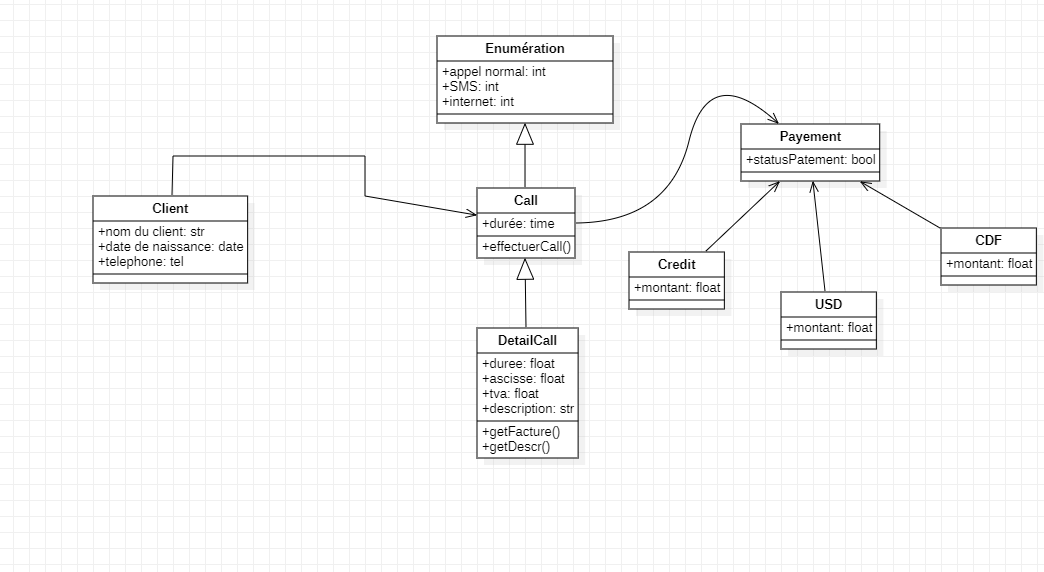 Enumération
+appel normal: int
+SMS: int
+internet: int
Payement
+statusPatement: bool
Client
+nom du client: str
+date de naissance: date
+telephone: tel
Call
+durée: time
+effectuerCall()
Credit
+montant: float
USD
+montant: float
CDF
+montant: float
DetailCall
+duree: float
+ascisse: float
+tva: float
+description: str
+getFacture()
+getDescr()